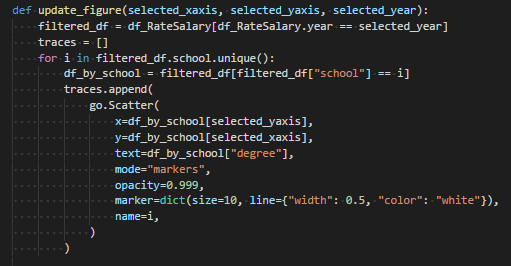 def update_figure(selected_xaxis, selected_yaxis, selected_year):
    filtered_df = df_RateSalary[df_RateSalary.year == selected_year]
    traces = []
    for i in filtered_df.school.unique():
        df_by_school = filtered_df[filtered_df["school"] == i]
        traces.append(
            go.Scatter(
                x=df_by_school[selected_yaxis],
                y=df_by_school[selected_xaxis],
                text=df_by_school["degree"],
                mode="markers",
                opacity=0.999,
                marker=dict(size=10, line={"width": 0.5, "color": "white"}),
                name=i,
            )
        )